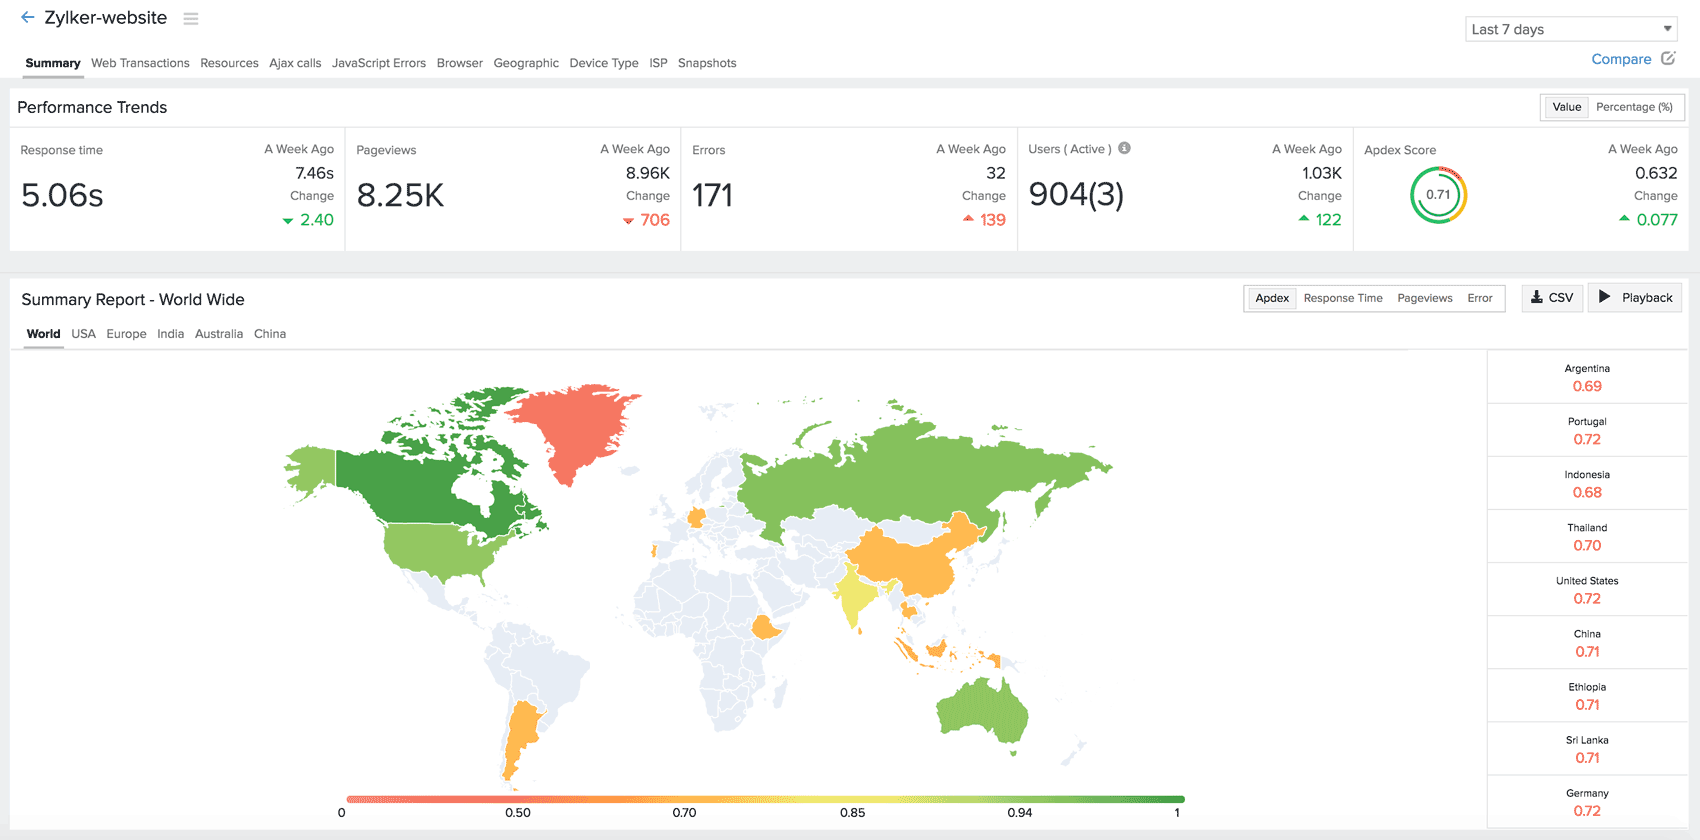 Zylker-website
Last 7 days
Compare
Summary Web Transactions Resources Ajax calls JavaScript Errors Browser Geographic Device Type ISP Snapshots
Performance Trends
Value Percentage (%)
Response time
A Week Ago
7.46s
5.06s
Change
2.40
Pageviews
A Week Ago
8.96K
8.25K
Change
706
Errors
A Week Ago
32
171
Change
139
Users ( Active )
A Week Ago
1.03K
904(3)
Change
122
Apdex Score
A Week Ago
0.632
0.71
Change
0.077
Summary Report - World Wide
Apdex Response Time Pageviews Error
CSV
Playback
World USA Europe India Australia China
Argentina
0.69
Portugal
0.72
Indonesia
0.68
Thailand
0.70
United States
0.72
China
0.71
Ethiopia
0.71
Sri Lanka
0.71
Germany
0.72
0 0.50 0.70 0.85 0.94 1